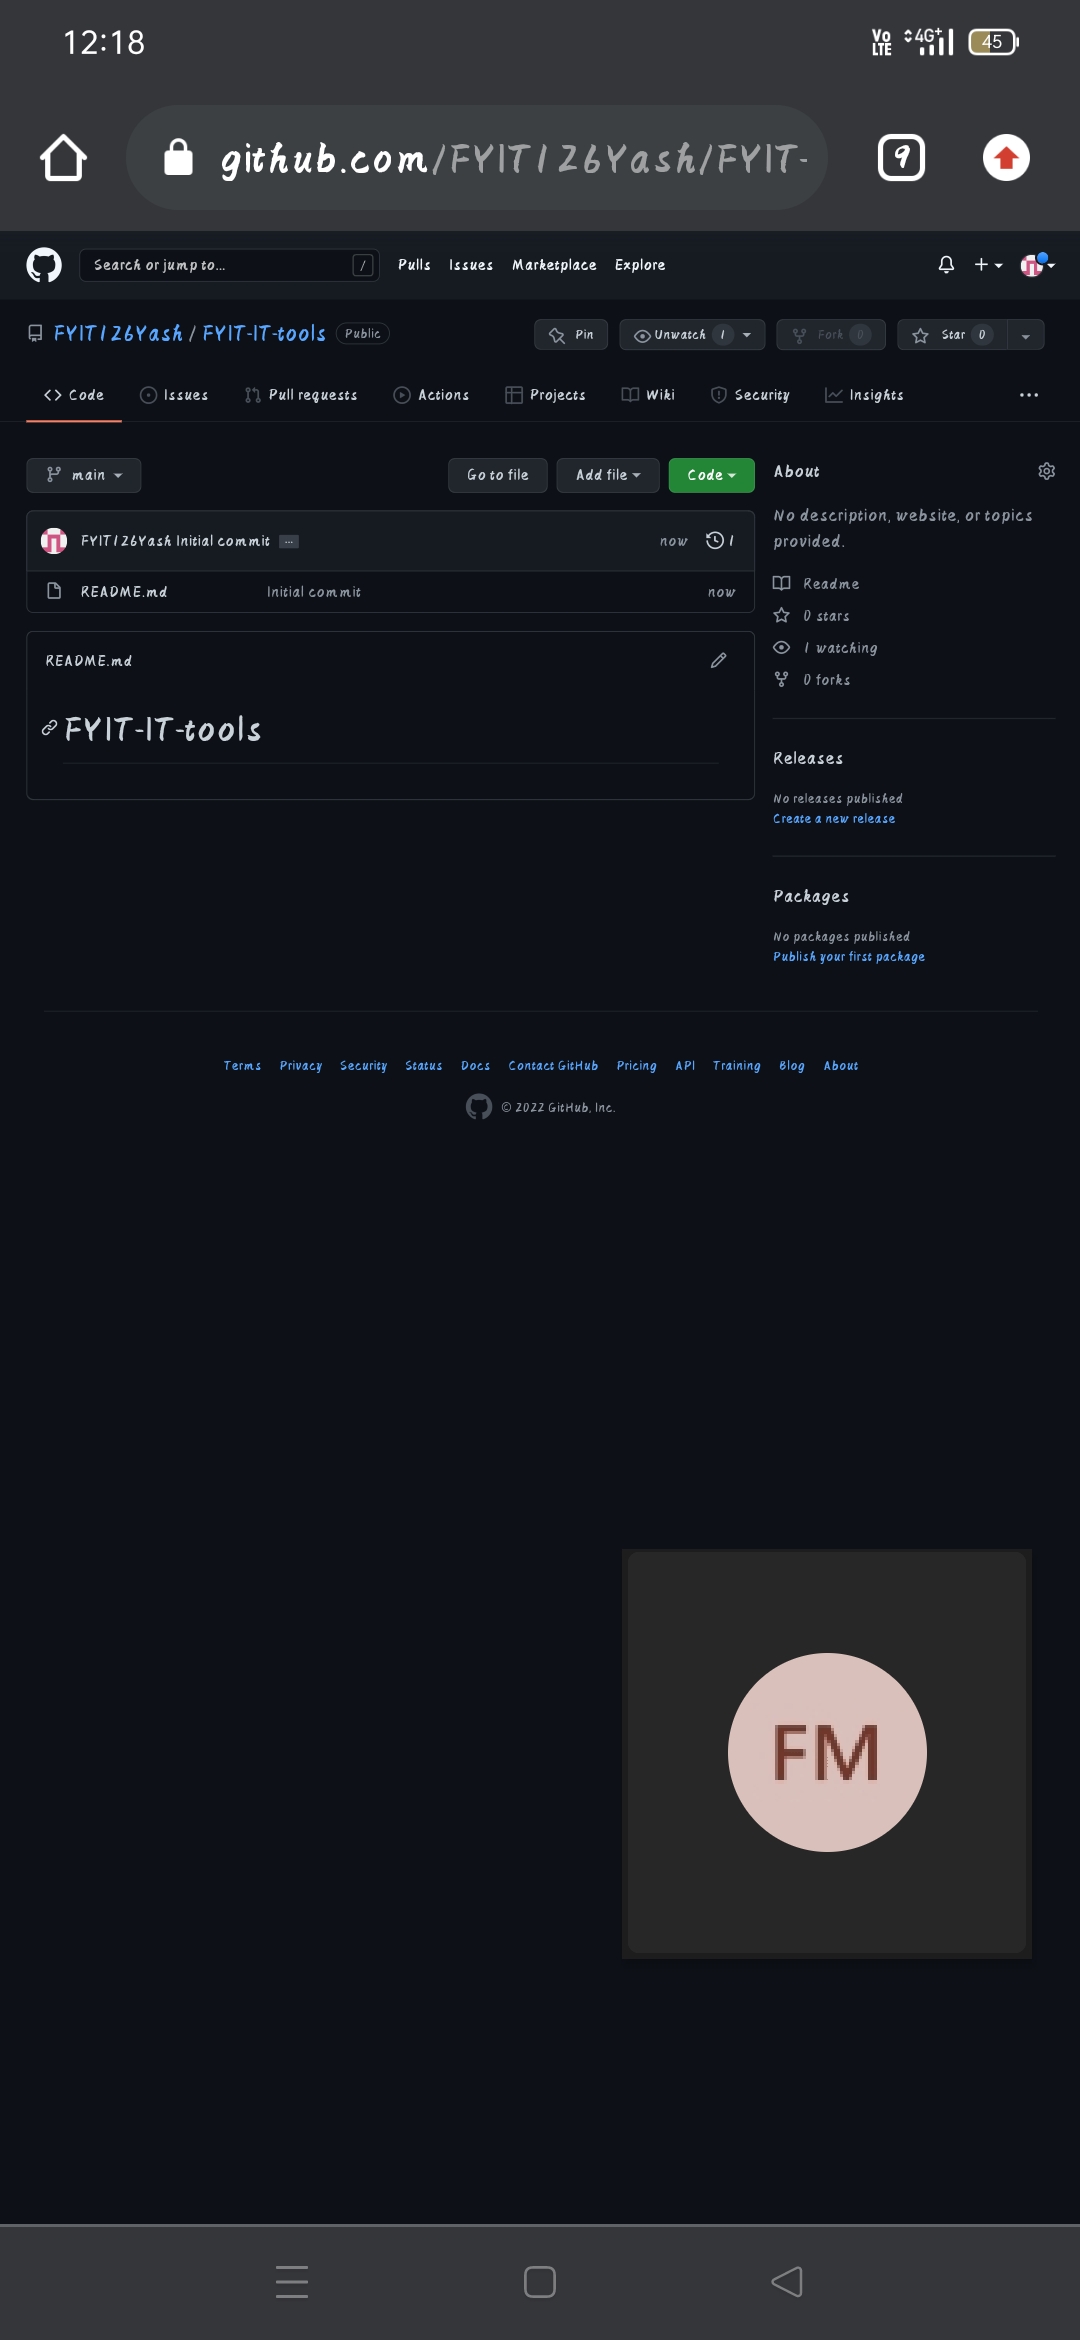 12:18
Vo LTE 4G+ 45
github.com/FYIT126Yash/FYIT-
9
Search or jump to... /
Pulls Issues Marketplace Explore
FYIT126Yash / FYIT-IT-tools Public
Pin Unwatch 1 Fork 0 Star 0
Code Issues Pull requests Actions Projects Wiki Security Insights ...
main
Go to file Add file Code
FYIT126Yash Initial commit ... now 1
README.md Initial commit now
README.md
FYIT-IT-tools
About
No description, website, or topics
provided.
Readme
0 stars
1 watching
0 forks
Releases
No releases published
Create a new release
Packages
No packages published
Publish your first package
Terms Privacy Security Status Docs Contact GitHub Pricing API Training Blog About
© 2022 GitHub, Inc.
FM